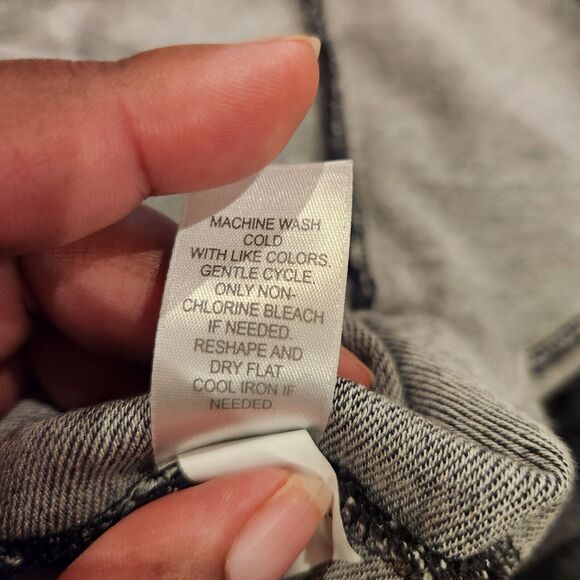 MACHINE WASH
COLD
WITH LIKE COLORS.
GENTLE CYCLE.
ONLY NON-
CHLORINE BLEACH
IF NEEDED.
RESHAPE AND
DRY FLAT
COOL IRON IF
NEEDED.